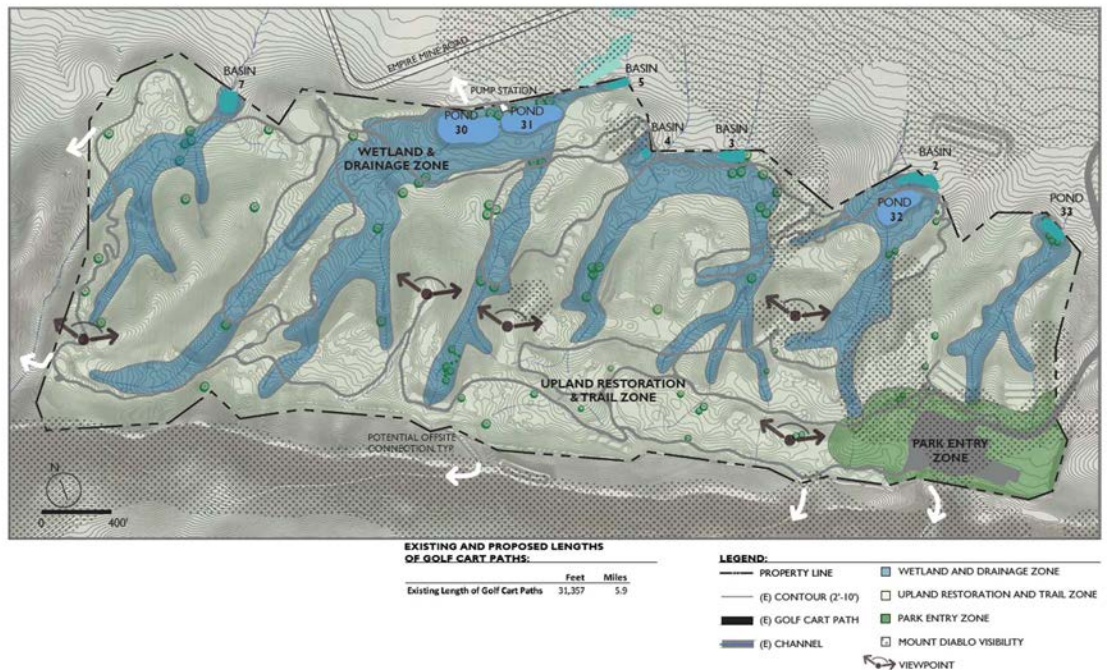 EMPIRE MINE ROAD
BASIN
7
PUMP STATION
BASIN
5
POND
30
POND
31
BASIN
4
BASIN
3
BASIN
2
POND
32
POND
33
WETLAND &
DRAINAGE ZONE
UPLAND RESTORATION
& TRAIL ZONE
POTENTIAL OFFSITE
CONNECTION, TYP.
PARK ENTRY
ZONE
N
0 400'
EXISTING AND PROPOSED LENGTHS
OF GOLF CART PATHS:
Feet Miles
Existing Length of Golf Cart Paths 31,357 5.9
LEGEND:
PROPERTY LINE
(E) CONTOUR (2'-10')
(E) GOLF CART PATH
(E) CHANNEL
WETLAND AND DRAINAGE ZONE
UPLAND RESTORATION AND TRAIL ZONE
PARK ENTRY ZONE
MOUNT DIABLO VISIBILITY
VIEWPOINT